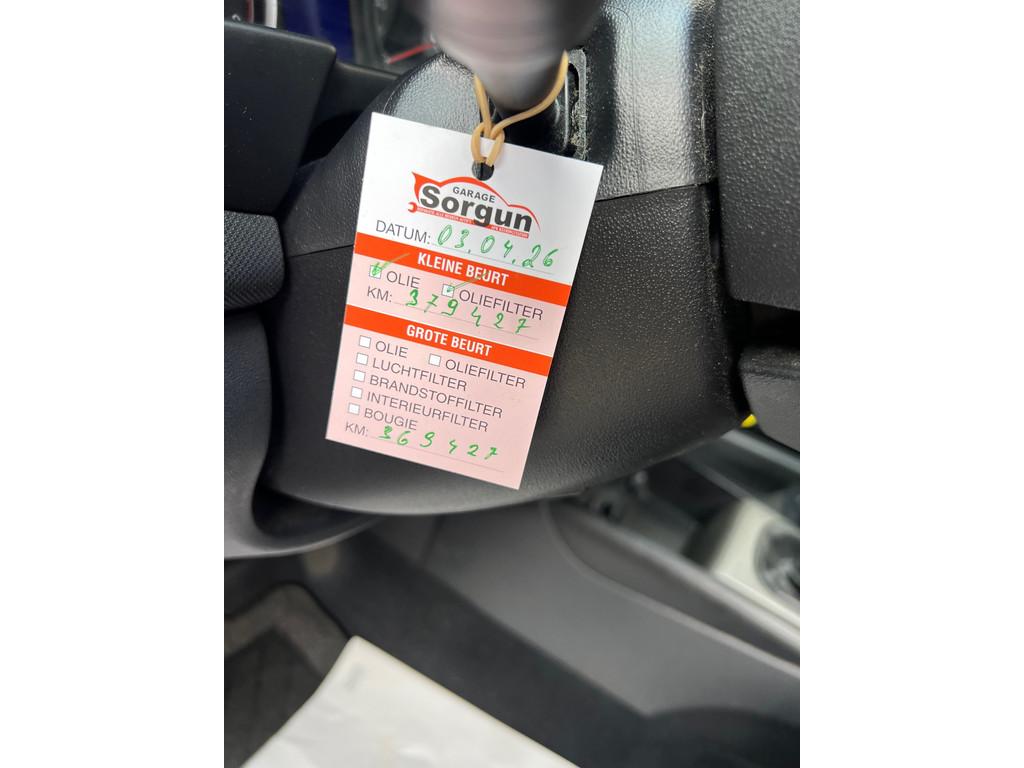 GARAGE
Sorgun
DATUM: 03.04.26
KLEINE BEURT
OLIE OLIEFILTER
KM: 379427
GROTE BEURT
OLIE OLIEFILTER
LUCHTFILTER
BRANDSTOFFILTER
INTERIEURFILTER
BOUGIE
KM: 369427